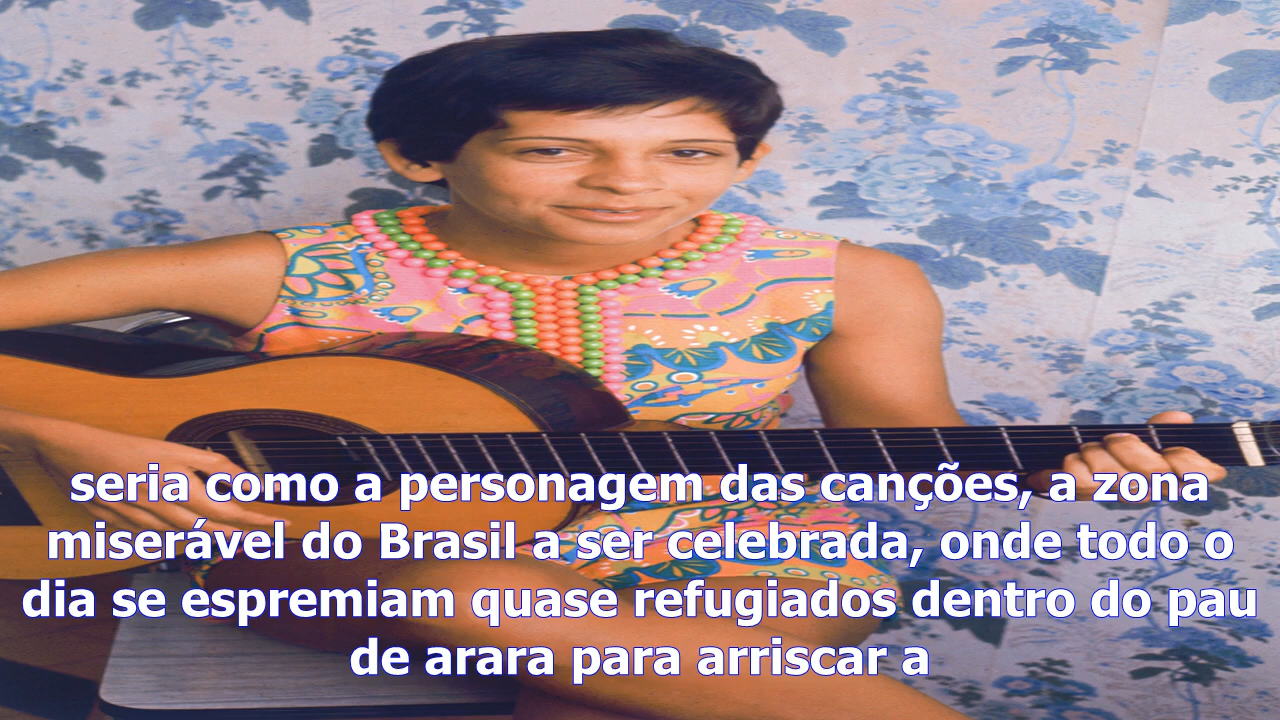 seria como a personagem das canções, a zona
miserável do Brasil a ser celebrada, onde todo o
dia se espremiam quase refugiados dentro do pau
de arara para arriscar a